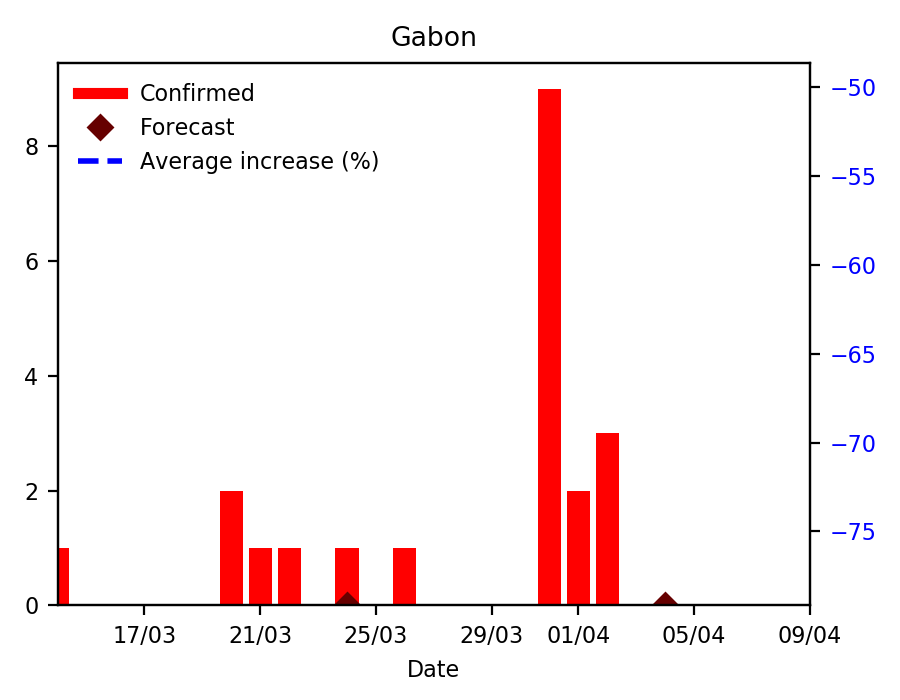 Gabon
Confirmed
Forecast
Average increase (%)
8
6
4
2
0
−50
−55
−60
−65
−70
−75
17/03 21/03 25/03 29/03 01/04 05/04 09/04
Date